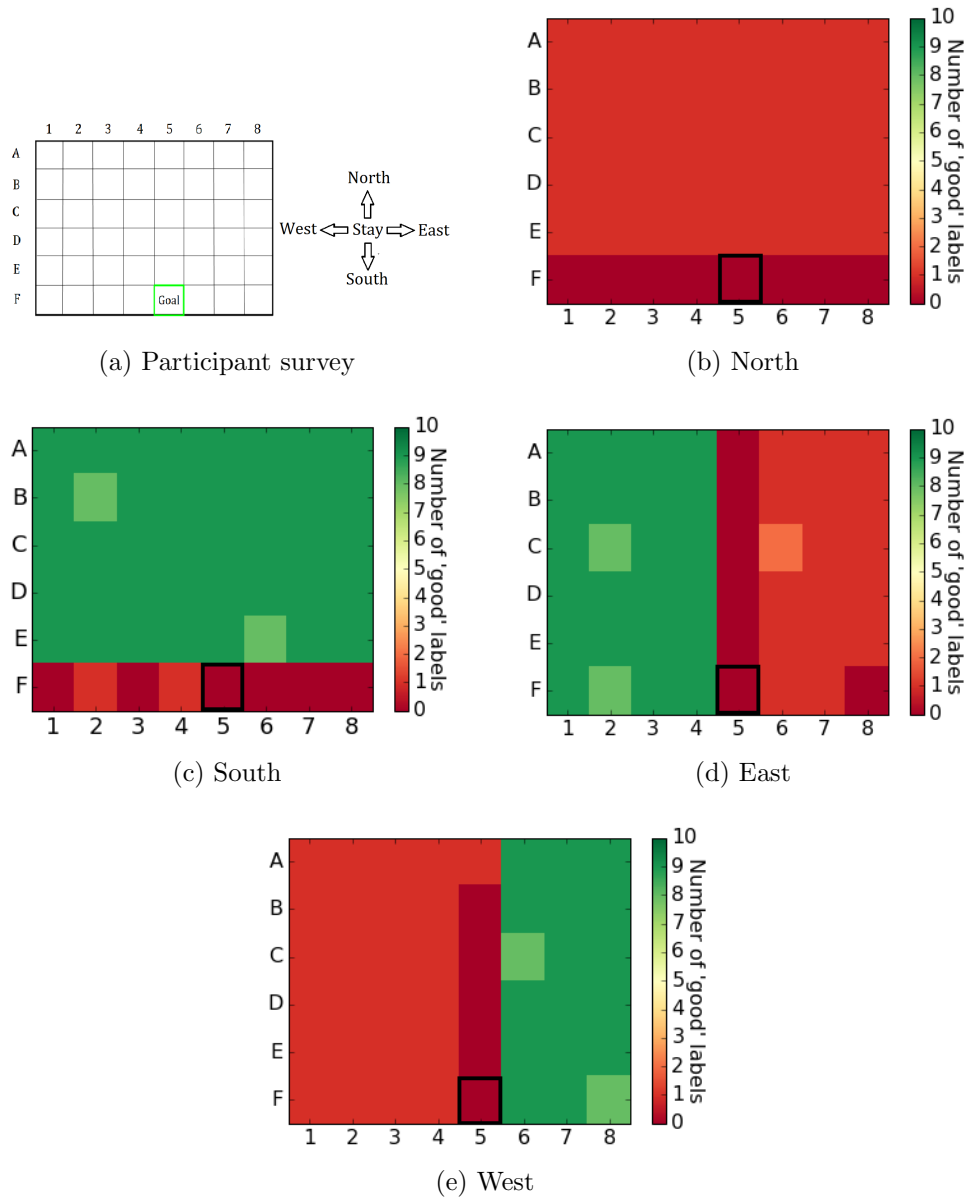 1 2 3 4 5 6 7 8
A
B
C
D
E
F
Goal
North
West Stay East
South
(a) Participant survey
A
B
C
D
E
F
1 2 3 4 5 6 7 8
10
9
8
7
6
5
4
3
2
1
0
Number of 'good' labels
(b) North
A
B
C
D
E
F
1 2 3 4 5 6 7 8
10
9
8
7
6
5
4
3
2
1
0
Number of 'good' labels
(c) South
A
B
C
D
E
F
1 2 3 4 5 6 7 8
10
9
8
7
6
5
4
3
2
1
0
Number of 'good' labels
(d) East
A
B
C
D
E
F
1 2 3 4 5 6 7 8
10
9
8
7
6
5
4
3
2
1
0
Number of 'good' labels
(e) West